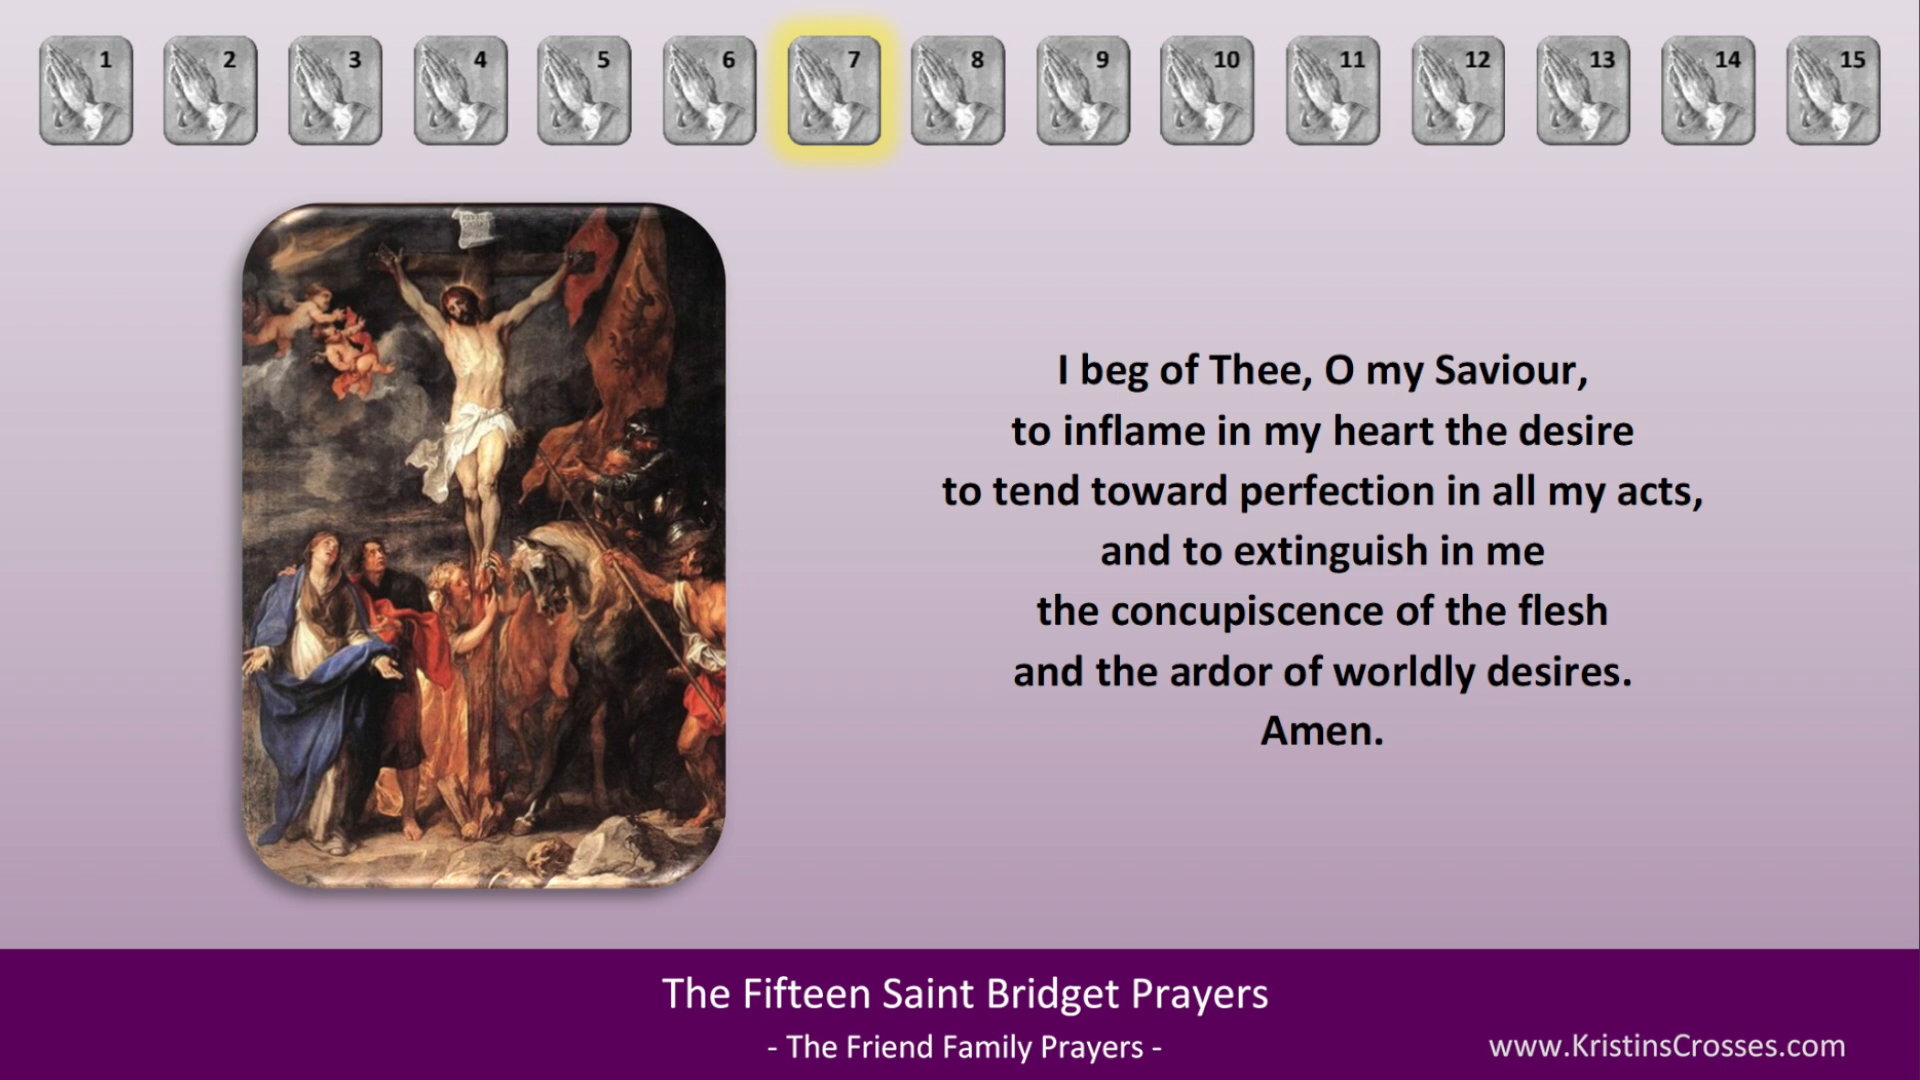 1 2 3 4 5 6 7 8 9 10 11 12 13 14 15
I beg of Thee, O my Saviour,
to inflame in my heart the desire
to tend toward perfection in all my acts,
and to extinguish in me
the concupiscence of the flesh
and the ardor of worldly desires.
Amen.
The Fifteen Saint Bridget Prayers
- The Friend Family Prayers -
www.KristinsCrosses.com